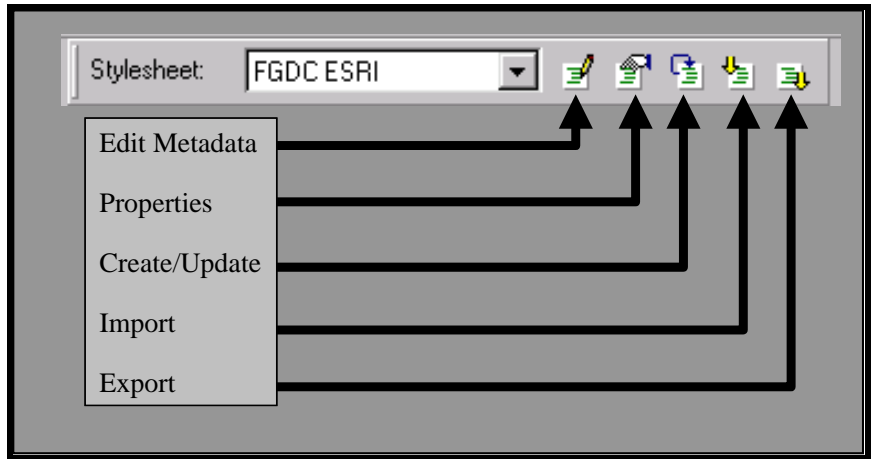 Stylesheet: FGDC ESRI
Edit Metadata
Properties
Create/Update
Import
Export